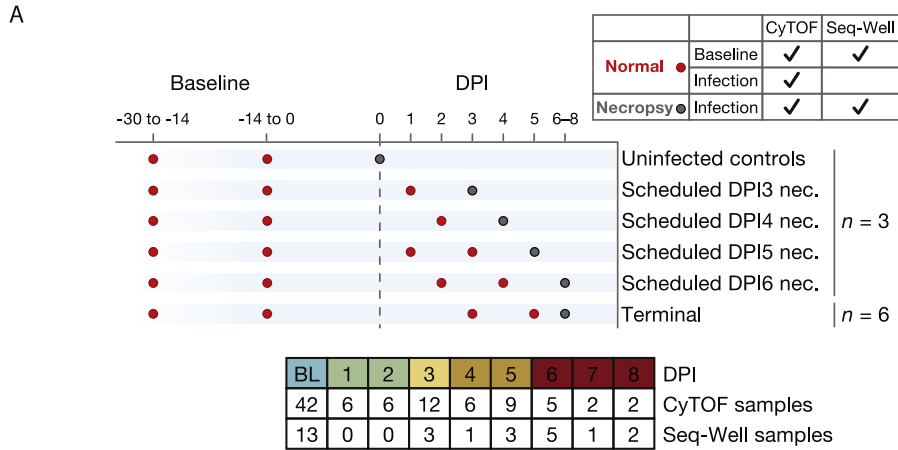 A
CyTOF Seq-Well
Normal Baseline ✓ ✓
Infection ✓
Necropsy Infection ✓ ✓
Baseline DPI
-30 to -14 -14 to 0 0 1 2 3 4 5 6–8
Uninfected controls
Scheduled DPI3 nec.
Scheduled DPI4 nec.
n = 3
Scheduled DPI5 nec.
Scheduled DPI6 nec.
Terminal n = 6
BL 1 2 3 4 5 6 7 8 DPI
42 6 6 12 6 9 5 2 2 CyTOF samples
13 0 0 3 1 3 5 1 2 Seq-Well samples